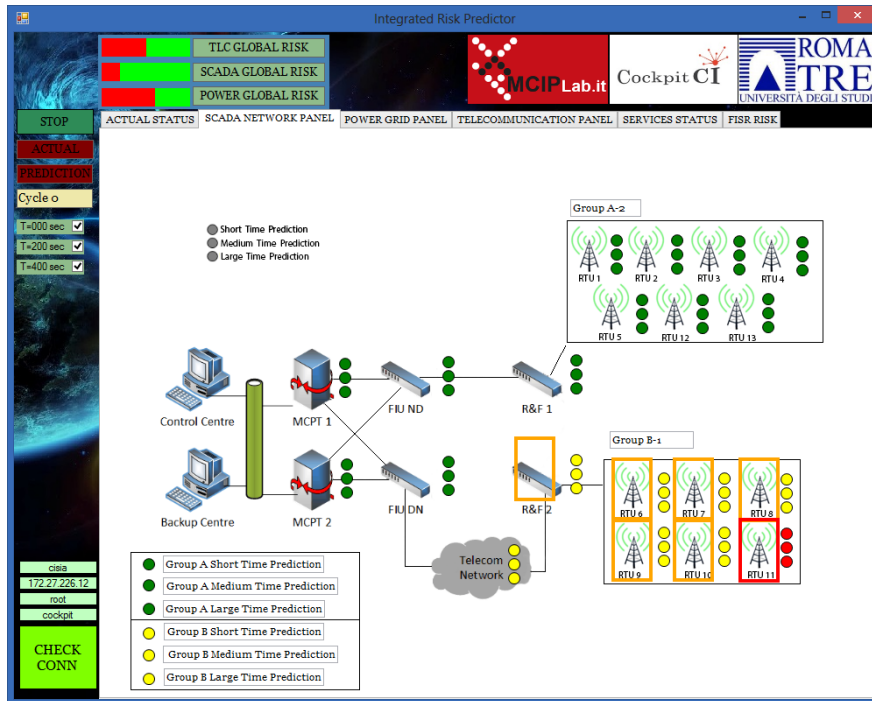 Integrated Risk Predictor
TLC GLOBAL RISK
SCADA GLOBAL RISK
POWER GLOBAL RISK
MCIPLab.it
Cockpit CI
ROMA
TRE
UNIVERSITÀ DEGLI STUDI
STOP
ACTUAL STATUS
SCADA NETWORK PANEL
POWER GRID PANEL
TELECOMMUNICATION PANEL
SERVICES STATUS
FISR RISK
ACTUAL
PREDICTION
Cycle 0
T=000 sec
T=200 sec
T=400 sec
Short Time Prediction
Medium Time Prediction
Large Time Prediction
Group A-2
RTU 1
RTU 2
RTU 3
RTU 4
RTU 5
RTU 12
RTU 13
Control Centre
MCPT 1
FIU ND
R&F 1
Backup Centre
MCPT 2
FIU DN
R&F 2
Group B-1
RTU 6
RTU 7
RTU 8
RTU 9
RTU 10
RTU 11
Telecom
Network
Group A Short Time Prediction
Group A Medium Time Prediction
Group A Large Time Prediction
Group B Short Time Prediction
Group B Medium Time Prediction
Group B Large Time Prediction
cisia
172.27.226.12
root
cockpit
CHECK
CONN